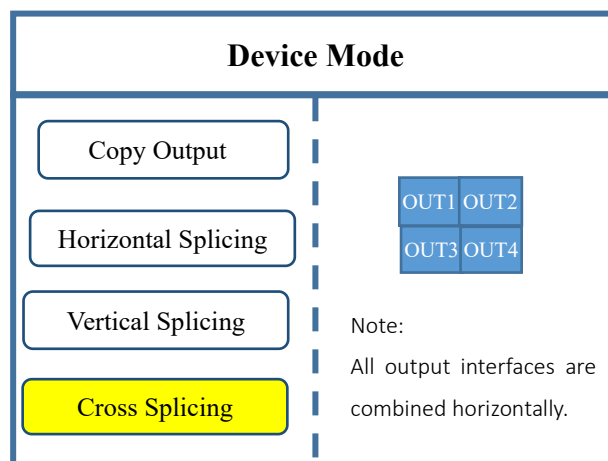 Device Mode
Copy Output
Horizontal Splicing
Vertical Splicing
Cross Splicing
OUT1 OUT2
OUT3 OUT4
Note:
All output interfaces are
combined horizontally.